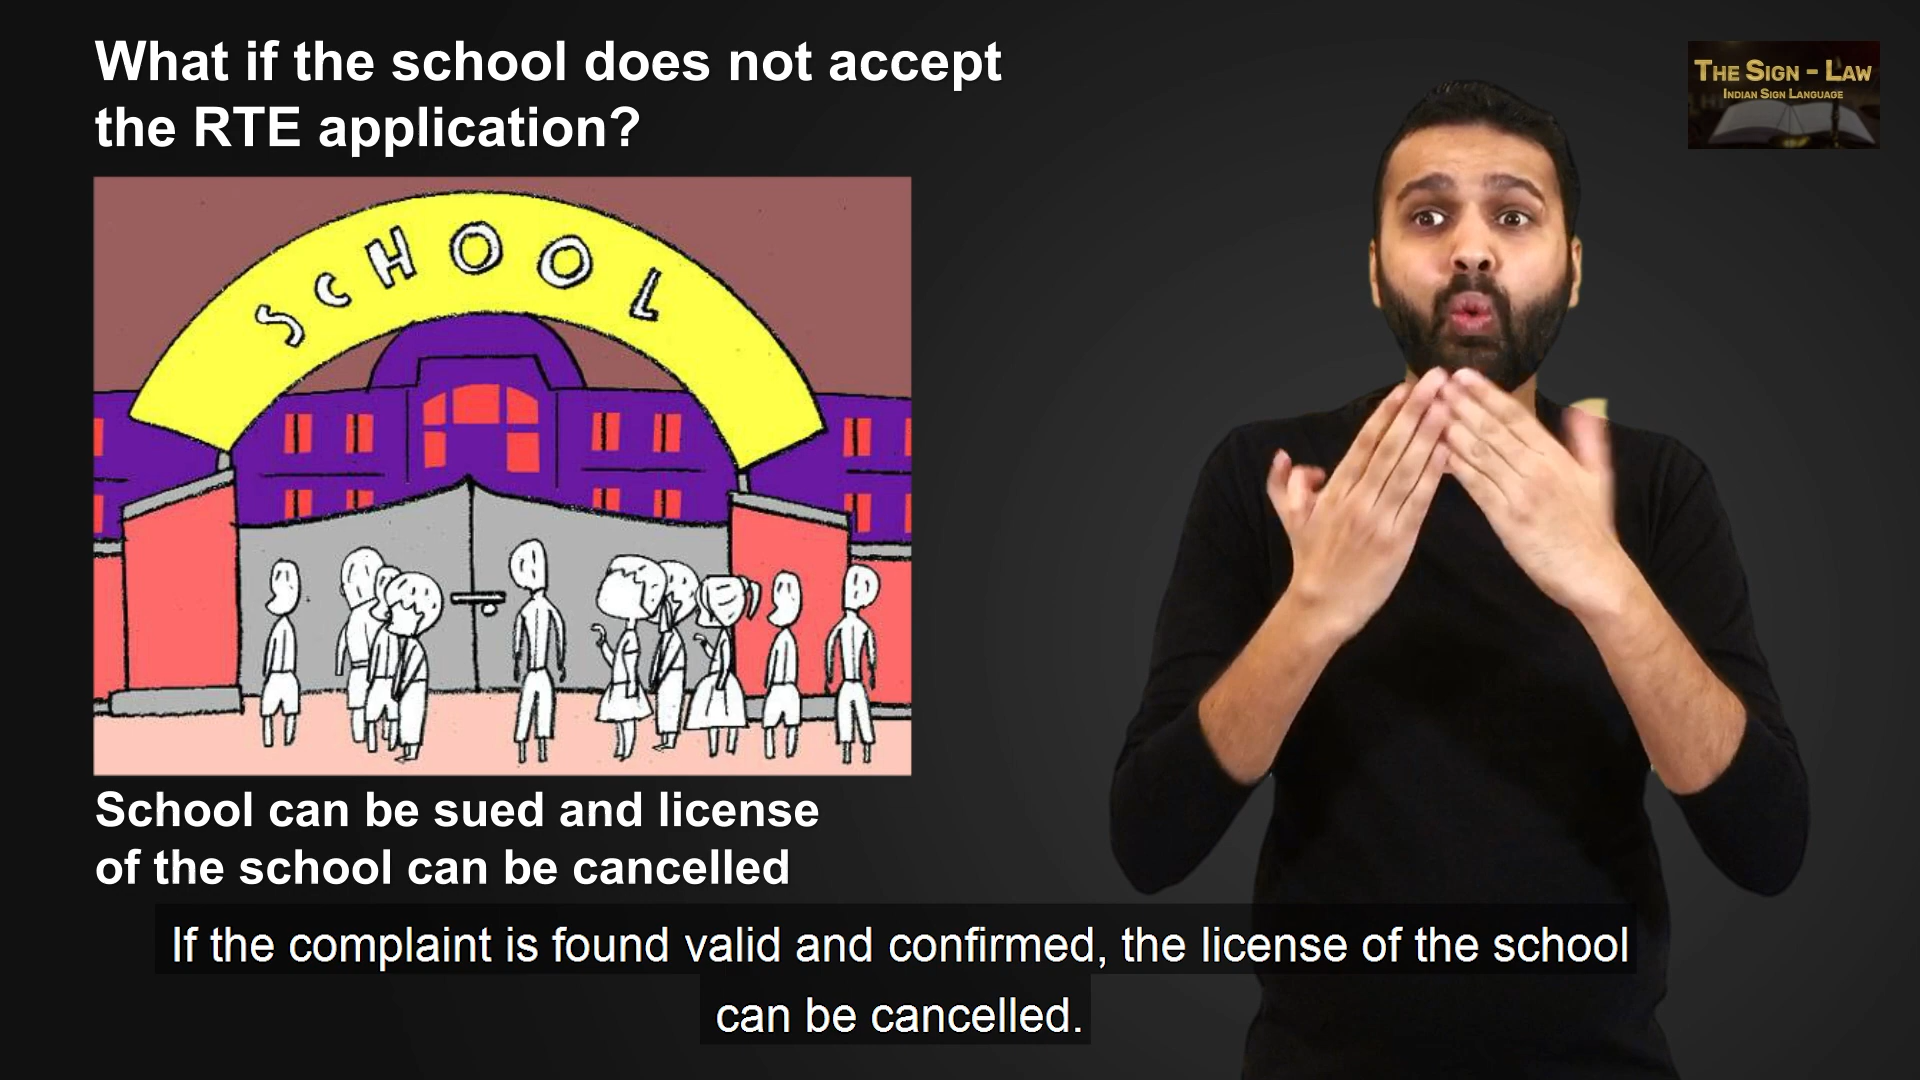 What if the school does not accept
the RTE application?
THE SIGN - LAW
INDIAN SIGN LANGUAGE
SCHOOL
School can be sued and license
of the school can be cancelled
If the complaint is found valid and confirmed, the license of the school
can be cancelled.